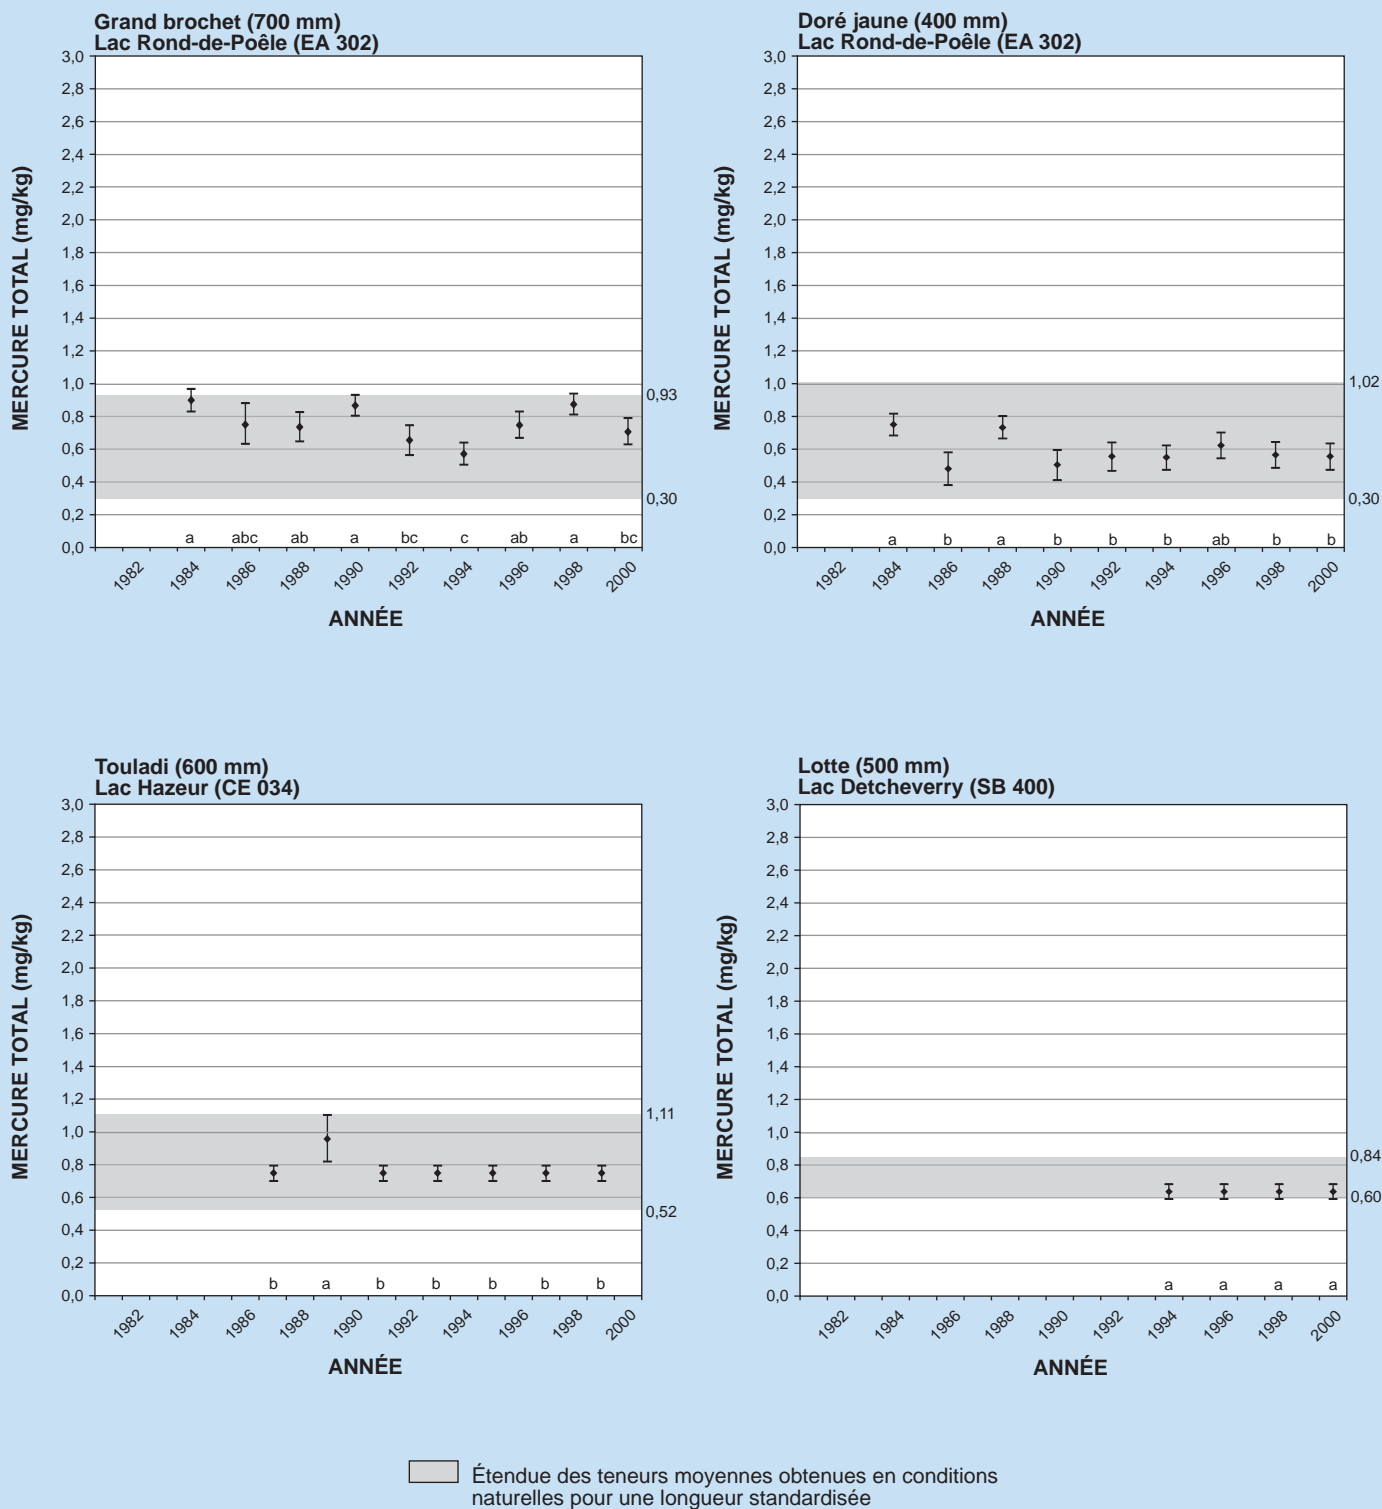 Grand brochet (700 mm)
Lac Rond-de-Poêle (EA 302)
MERCURE TOTAL (mg/kg)
3,0
2,8
2,6
2,4
2,2
2,0
1,8
1,6
1,4
1,2
1,0
0,8
0,6
0,4
0,2
0,0
0,93
0,30
a abc ab a bc c ab a bc
1982 1984 1986 1988 1990 1992 1994 1996 1998 2000
ANNÉE
Doré jaune (400 mm)
Lac Rond-de-Poêle (EA 302)
MERCURE TOTAL (mg/kg)
3,0
2,8
2,6
2,4
2,2
2,0
1,8
1,6
1,4
1,2
1,0
0,8
0,6
0,4
0,2
0,0
1,02
0,30
a b a b b b ab b b
1982 1984 1986 1988 1990 1992 1994 1996 1998 2000
ANNÉE
Touladi (600 mm)
Lac Hazeur (CE 034)
MERCURE TOTAL (mg/kg)
3,0
2,8
2,6
2,4
2,2
2,0
1,8
1,6
1,4
1,2
1,0
0,8
0,6
0,4
0,2
0,0
1,11
0,52
b a b b b b b
1982 1984 1986 1988 1990 1992 1994 1996 1998 2000
ANNÉE
Lotte (500 mm)
Lac Detcheverry (SB 400)
MERCURE TOTAL (mg/kg)
3,0
2,8
2,6
2,4
2,2
2,0
1,8
1,6
1,4
1,2
1,0
0,8
0,6
0,4
0,2
0,0
0,84
0,60
a a a a
1982 1984 1986 1988 1990 1992 1994 1996 1998 2000
ANNÉE
Étendue des teneurs moyennes obtenues en conditions
naturelles pour une longueur standardisée